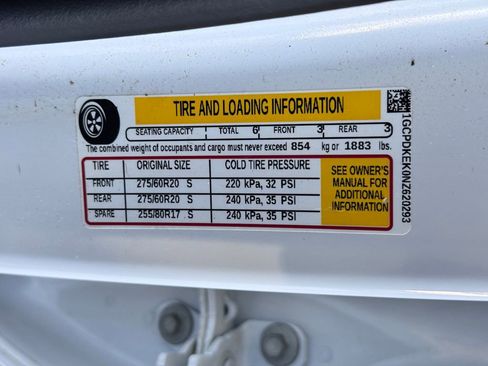 TIRE AND LOADING INFORMATION
SEATING CAPACITY TOTAL 6 FRONT 3 REAR 3
The combined weight of occupants and cargo must never exceed 854 kg or 1883 lbs.
TIRE ORIGINAL SIZE COLD TIRE PRESSURE
FRONT 275/60R20 S 220 kPa, 32 PSI
REAR 275/60R20 S 240 kPa, 35 PSI
SPARE 255/80R17 S 240 kPa, 35 PSI
SEE OWNER'S
MANUAL FOR
ADDITIONAL
INFORMATION
1GCPDKEK0NZ620293